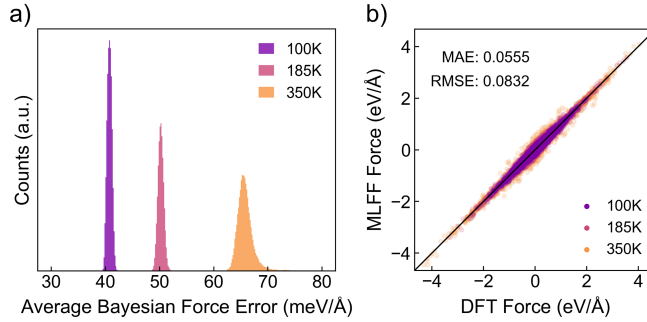 a)
Counts (a.u.)
100K
185K
350K
30 40 50 60 70 80
Average Bayesian Force Error (meV/Å)
b)
MLFF Force (eV/Å)
4
2
0
−2
−4
MAE: 0.0555
RMSE: 0.0832
100K
185K
350K
−4 −2 0 2 4
DFT Force (eV/Å)